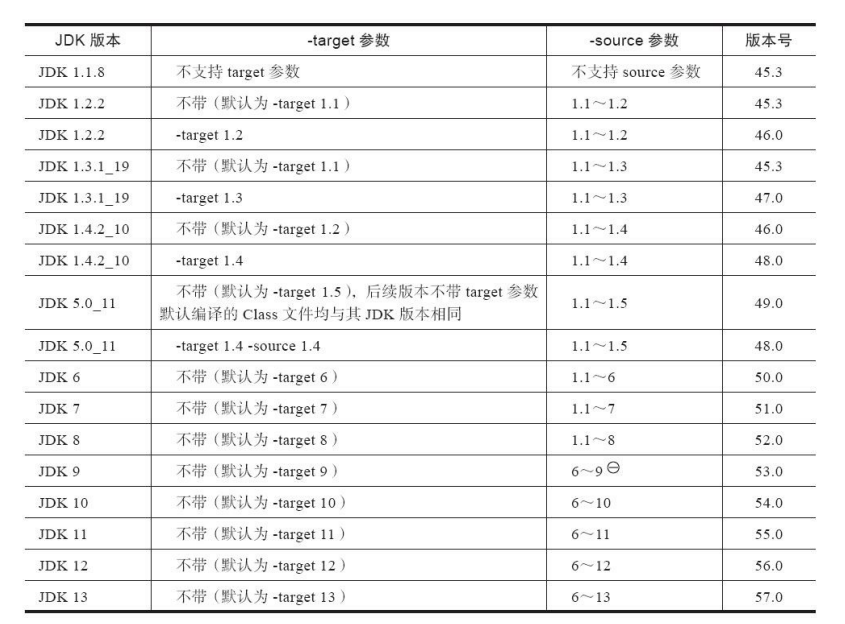 JDK 版本 -target 参数 -source 参数 版本号
JDK 1.1.8 不支持 target 参数 不支持 source 参数 45.3
JDK 1.2.2 不带（默认为 -target 1.1） 1.1～1.2 45.3
JDK 1.2.2 -target 1.2 1.1～1.2 46.0
JDK 1.3.1_19 不带（默认为 -target 1.1） 1.1～1.3 45.3
JDK 1.3.1_19 -target 1.3 1.1～1.3 47.0
JDK 1.4.2_10 不带（默认为 -target 1.2） 1.1～1.4 46.0
JDK 1.4.2_10 -target 1.4 1.1～1.4 48.0
JDK 5.0_11 不带（默认为 -target 1.5），后续版本不带 target 参数
默认编译的 Class 文件均与其 JDK 版本相同 1.1～1.5 49.0
JDK 5.0_11 -target 1.4 -source 1.4 1.1～1.5 48.0
JDK 6 不带（默认为 -target 6） 1.1～6 50.0
JDK 7 不带（默认为 -target 7） 1.1～7 51.0
JDK 8 不带（默认为 -target 8） 1.1～8 52.0
JDK 9 不带（默认为 -target 9） 6～9 ㊀ 53.0
JDK 10 不带（默认为 -target 10） 6～10 54.0
JDK 11 不带（默认为 -target 11） 6～11 55.0
JDK 12 不带（默认为 -target 12） 6～12 56.0
JDK 13 不带（默认为 -target 13） 6～13 57.0